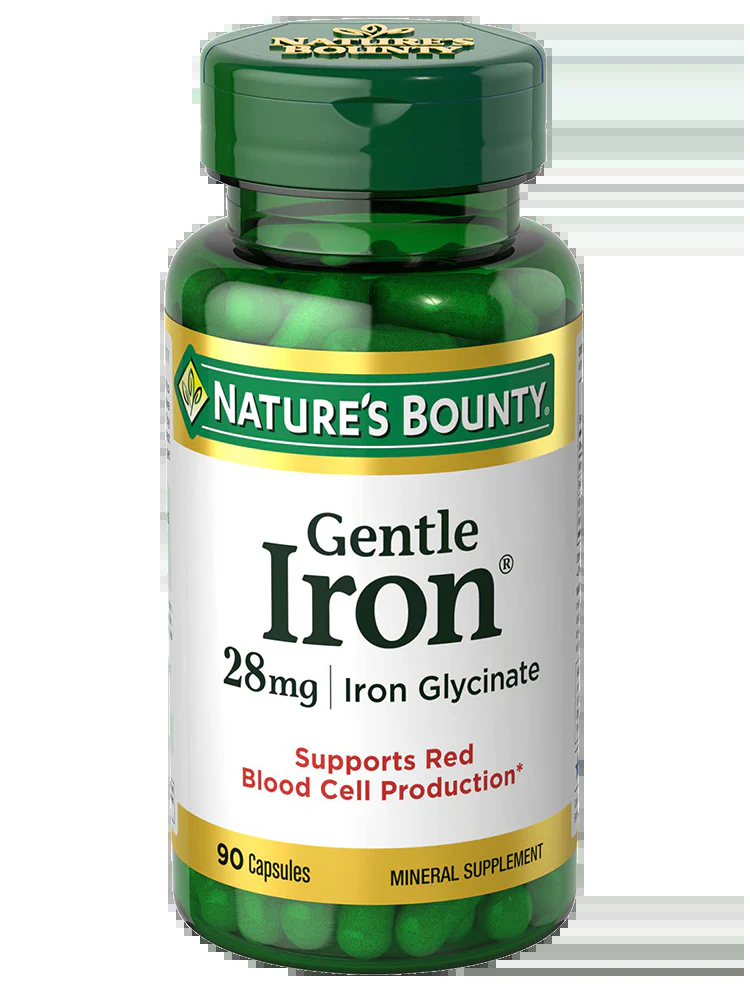 NATURE'S
BOUNTY
NATURE'S BOUNTY®
Gentle
Iron®
28mg | Iron Glycinate
Supports Red
Blood Cell Production*
90 Capsules
MINERAL SUPPLEMENT